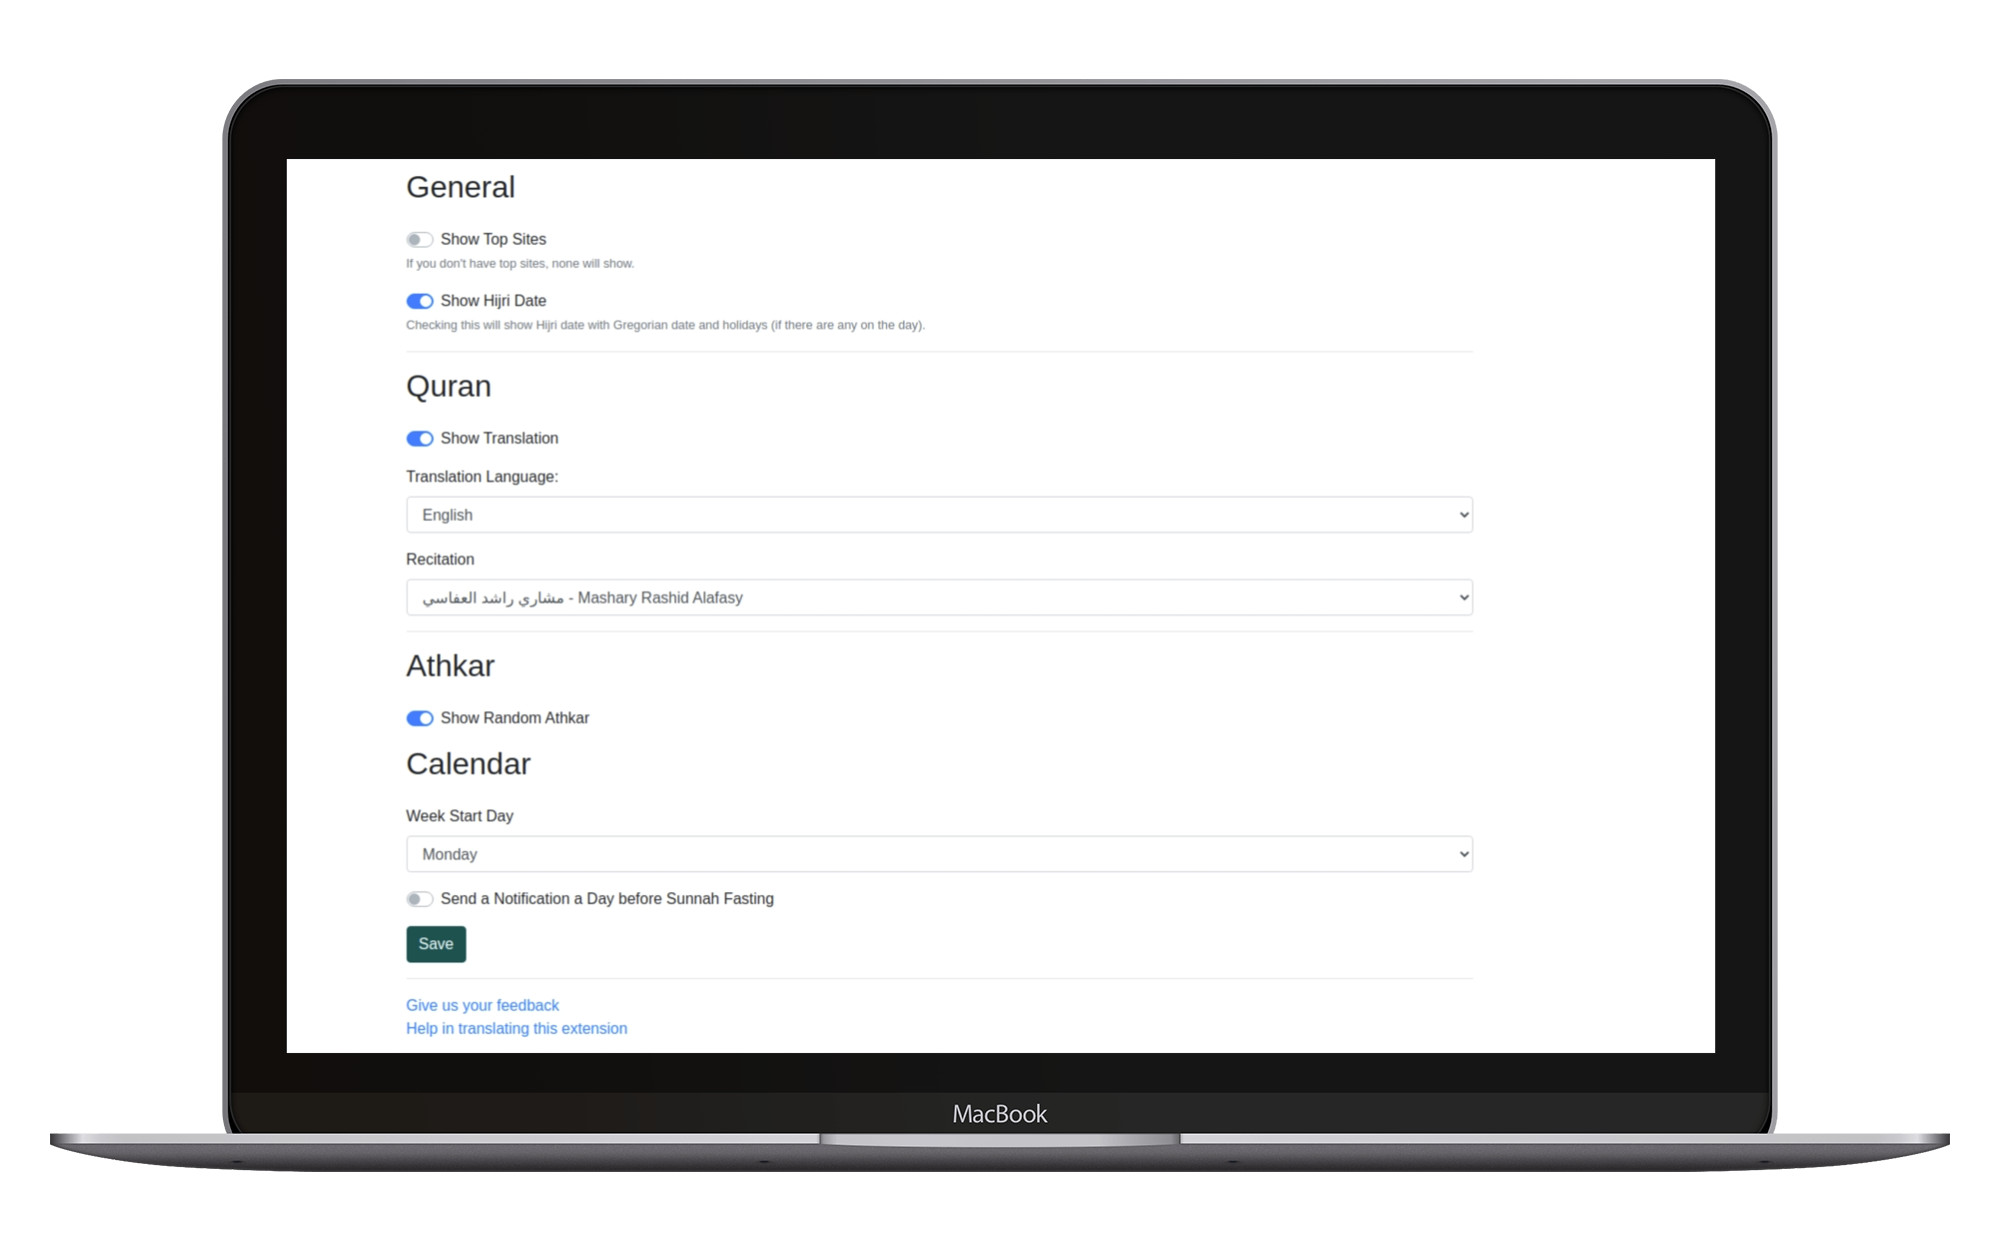 General
Show Top Sites
If you don't have top sites, none will show.
Show Hijri Date
Checking this will show Hijri date with Gregorian date and holidays (if there are any on the day).
Quran
Show Translation
Translation Language:
English
Recitation
مشاري راشد العفاسي - Mashary Rashid Alafasy
Athkar
Show Random Athkar
Calendar
Week Start Day
Monday
Send a Notification a Day before Sunnah Fasting
Save
Give us your feedback
Help in translating this extension
MacBook